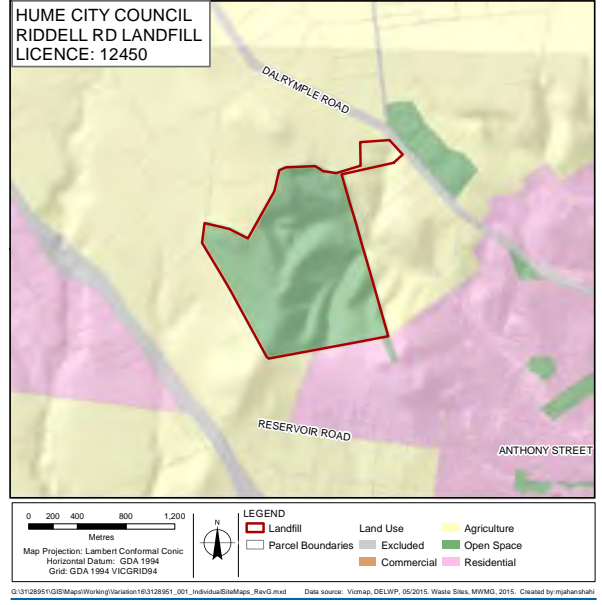 HUME CITY COUNCIL
RIDDELL RD LANDFILL
LICENCE: 12450
DALRYMPLE ROAD
RESERVOIR ROAD
ANTHONY STREET
0 200 400 800 1,200
Metres
Map Projection: Lambert Conformal Conic
Horizontal Datum: GDA 1994
Grid: GDA 1994 VICGRID94
N
LEGEND
Landfill
Parcel Boundaries
Land Use
Excluded
Commercial
Agriculture
Open Space
Residential
G:\31\28951\GIS\Maps\Working\Variation16\3128951_001_IndividualSiteMaps_RevG.mxd Data source: Vicmap, DELWP, 05/2015. Waste Sites, MWMG, 2015. Created by:mjahanshahi